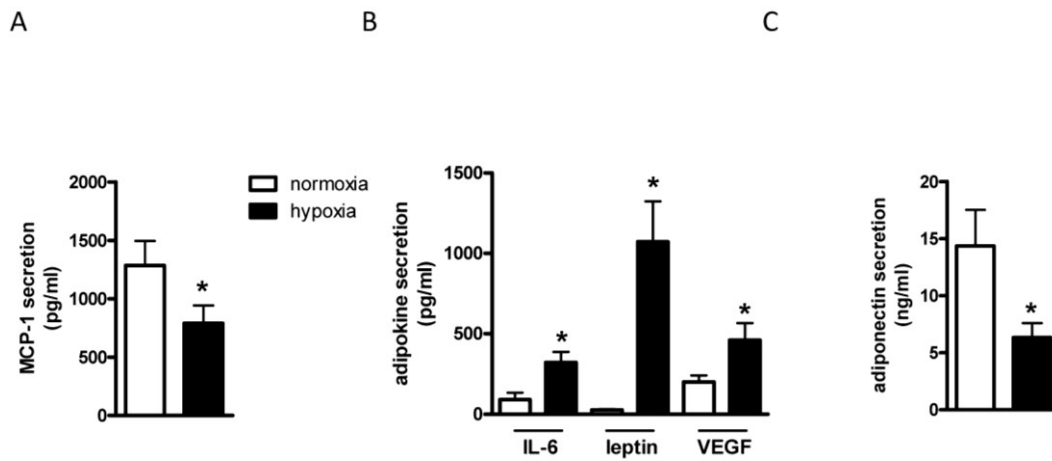 A
B
C
MCP-1 secretion
(pg/ml)
2000
1500
1000
500
0
*
normoxia
hypoxia
adipokine secretion
(pg/ml)
1500
1000
500
0
*
*
*
IL-6
leptin
VEGF
adiponectin secretion
(ng/ml)
20
15
10
5
0
*